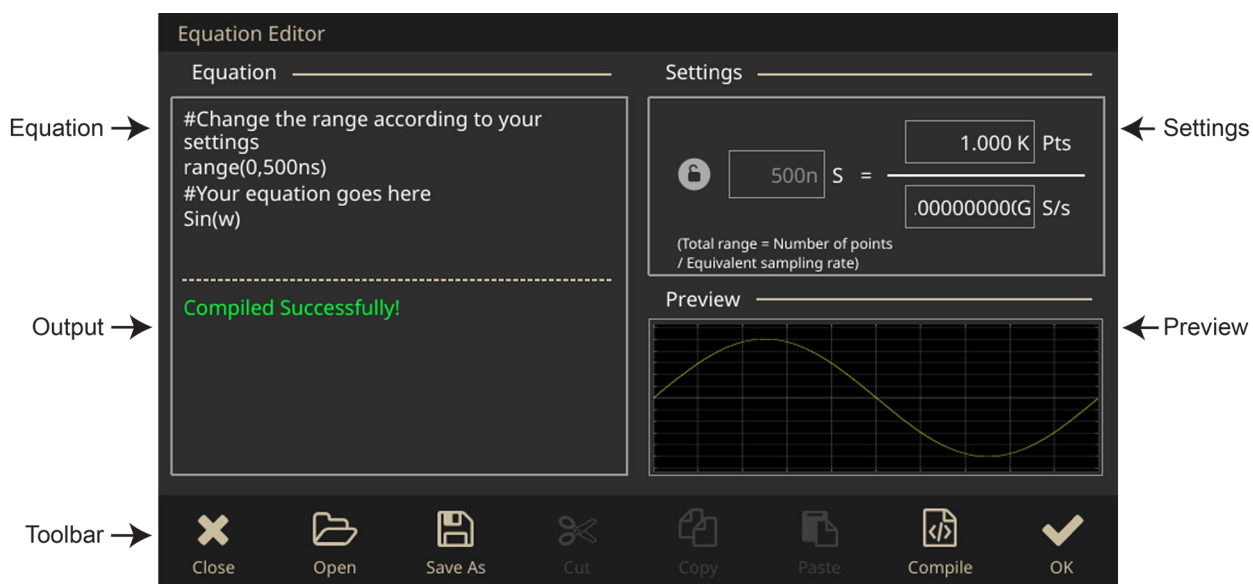 Equation Editor
Equation
Settings
Equation
#Change the range according to your
settings
range(0,500ns)
#Your equation goes here
Sin(w)
Compiled Successfully!
Output
1.000 K Pts
500n S =
.00000000(G S/s
(Total range = Number of points
/ Equivalent sampling rate)
Settings
Preview
Preview
Toolbar
Close
Open
Save As
Cut
Copy
Paste
Compile
OK